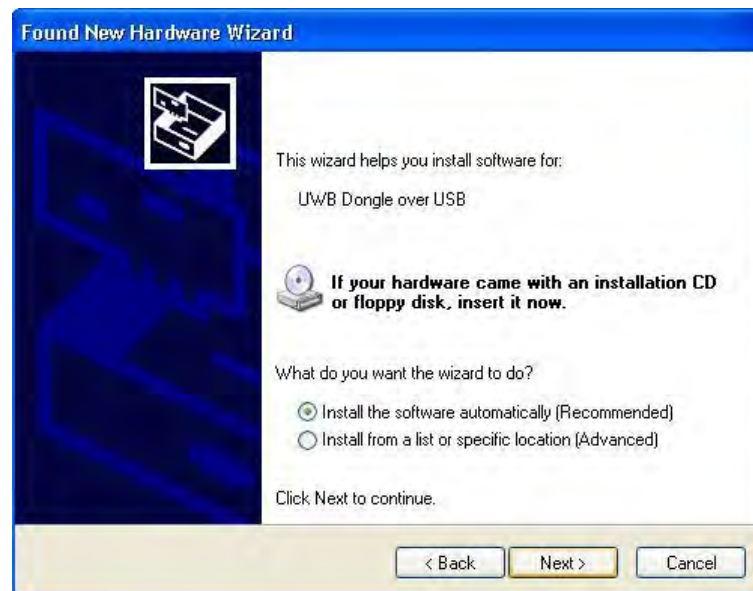 Found New Hardware Wizard
This wizard helps you install software for:
UWB Dongle over USB
If your hardware came with an installation CD
or floppy disk, insert it now.
What do you want the wizard to do?
Install the software automatically (Recommended)
Install from a list or specific location (Advanced)
Click Next to continue.
< Back
Next >
Cancel